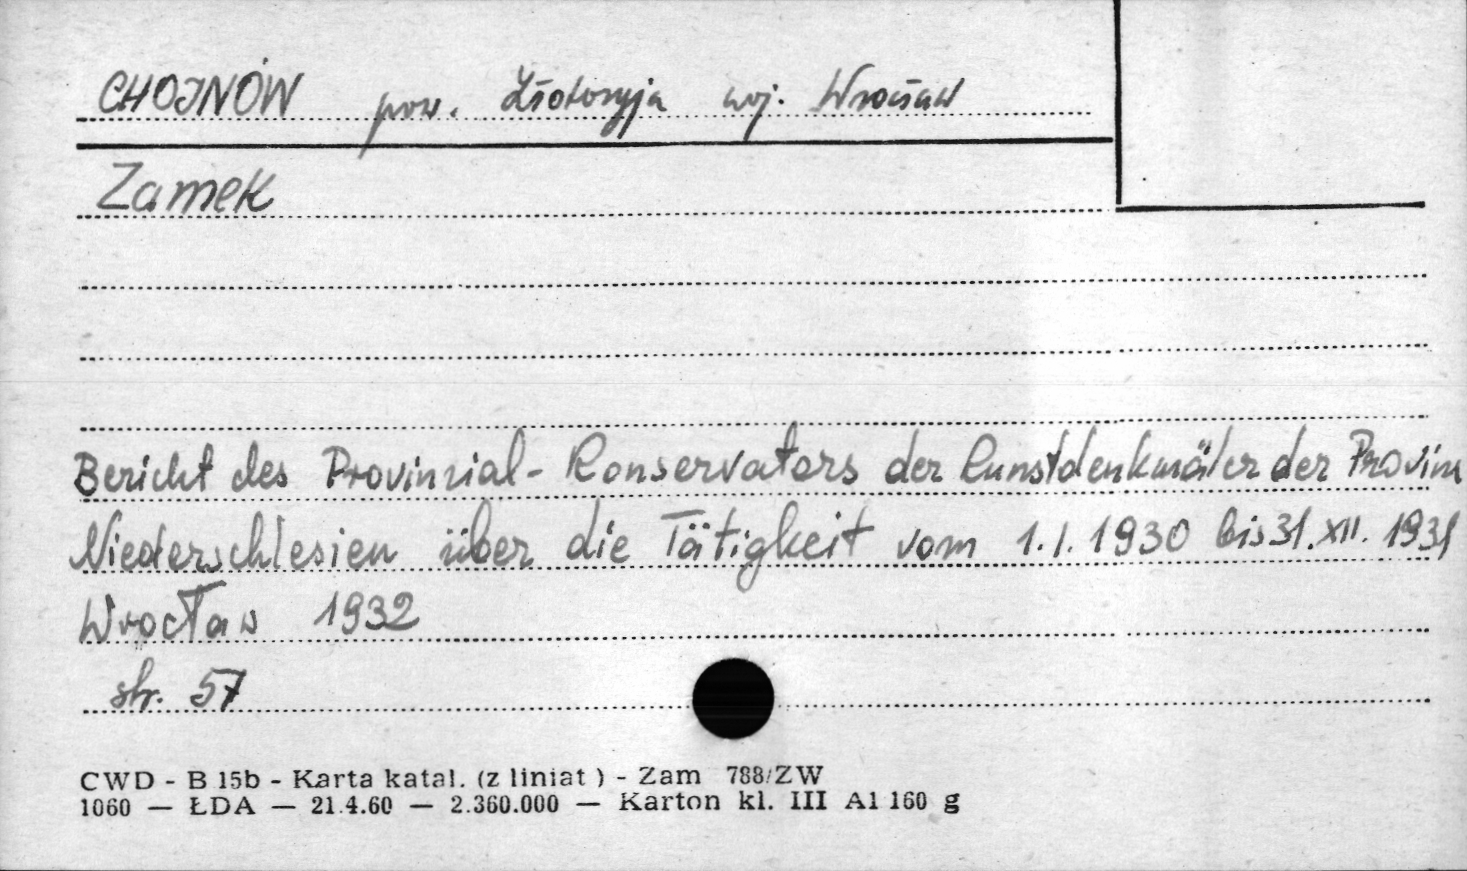 CHOJNÓW pow. Złotoryja woj. Wrocław
Zamek
Bericht des Provinzial-Konservators der Kunstdenkmäler der Provinz
Niederschlesien über die Tätigkeit vom 1.I.1930 bis 31.XII.1931
Wrocław 1932
str. 57
CWD - B 15b - Karta katal. (z liniat ) - Zam 788/ZW
1060 — ŁDA — 21.4.60 — 2.360.000 — Karton kl. III A1 160 g